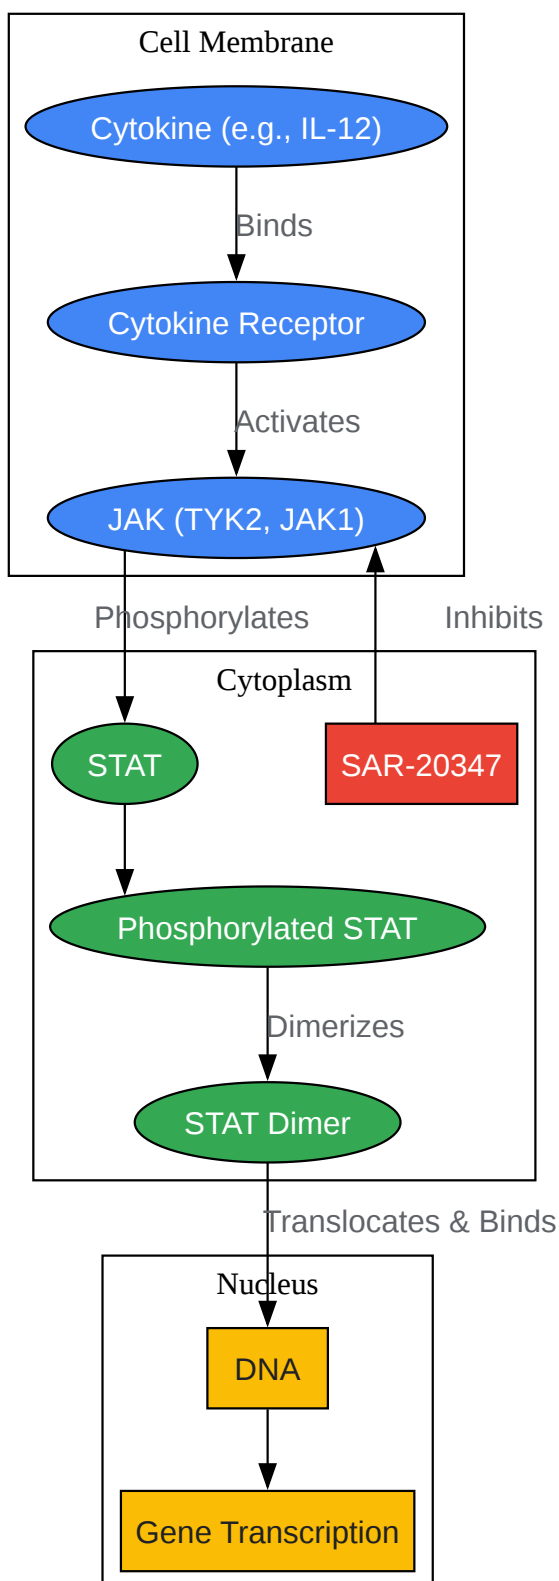 Cell Membrane
Cytokine (e.g., IL-12)
Binds
Cytokine Receptor
Activates
JAK (TYK2, JAK1)
Phosphorylates
Inhibits
Cytoplasm
STAT
SAR-20347
Phosphorylated STAT
Dimerizes
STAT Dimer
Translocates & Binds
Nucleus
DNA
Gene Transcription